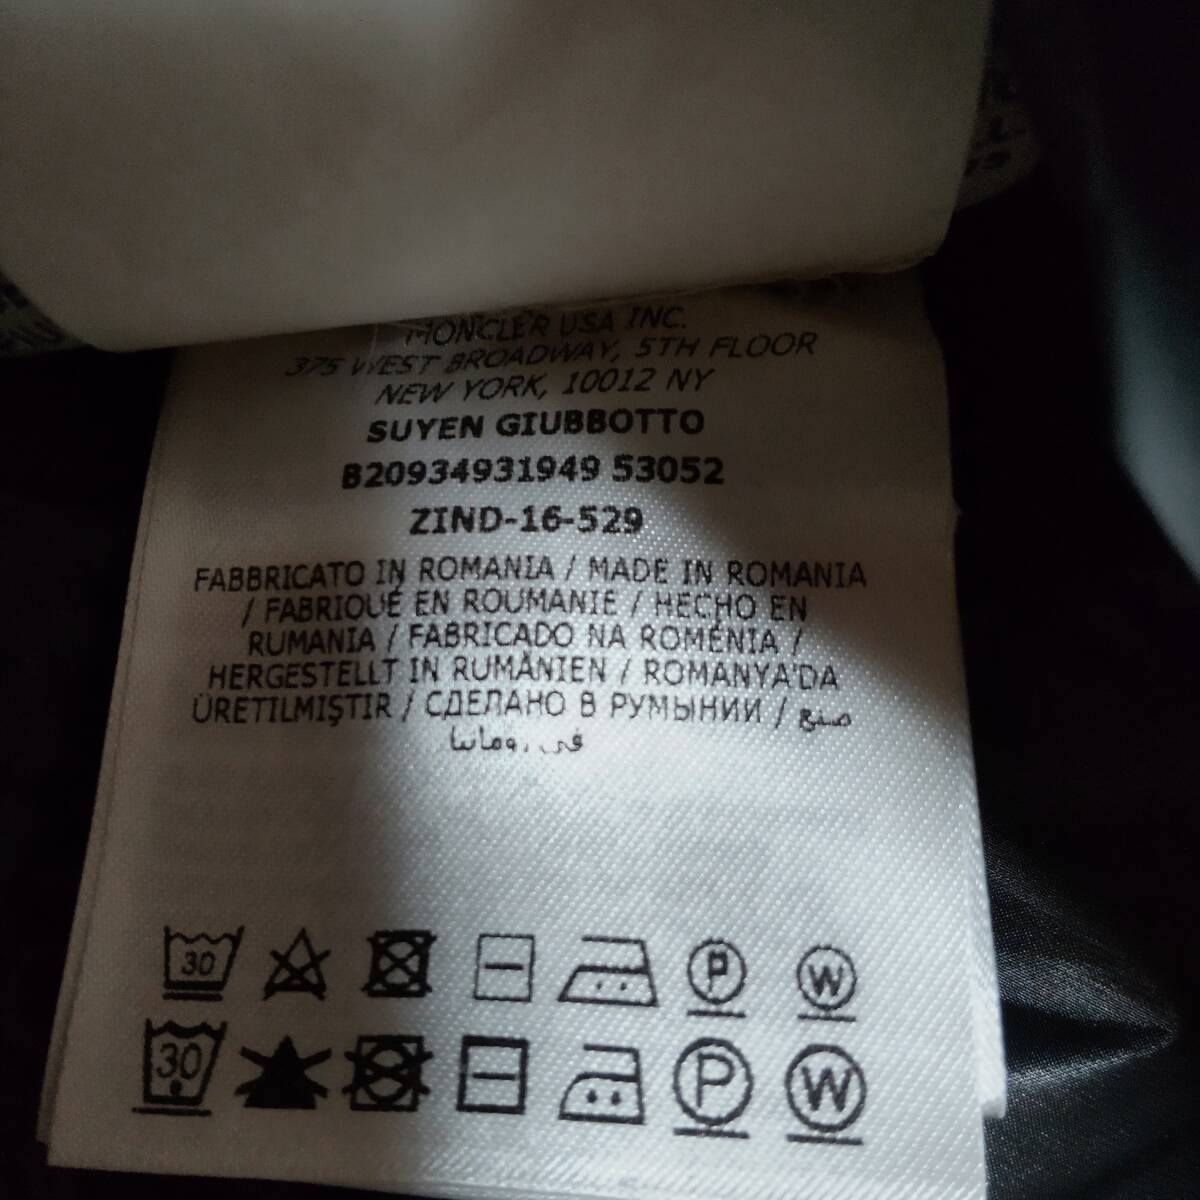 MONCLER USA INC.
375 WEST BROADWAY, 5TH FLOOR
NEW YORK, 10012 NY
SUYEN GIUBBOTTO
B20934931949 53052
ZIND-16-529
FABBRICATO IN ROMANIA / MADE IN ROMANIA
/ FABRIQUÉ EN ROUMANIE / HECHO EN
RUMANIA / FABRICADO NA ROMÉNIA /
HERGESTELLT IN RUMÄNIEN / ROMANYA'DA
ÜRETILMIŞTIR / СДЕЛАНО В РУМЫНИИ / صنع
في رومانيا
30 P W
30 P W